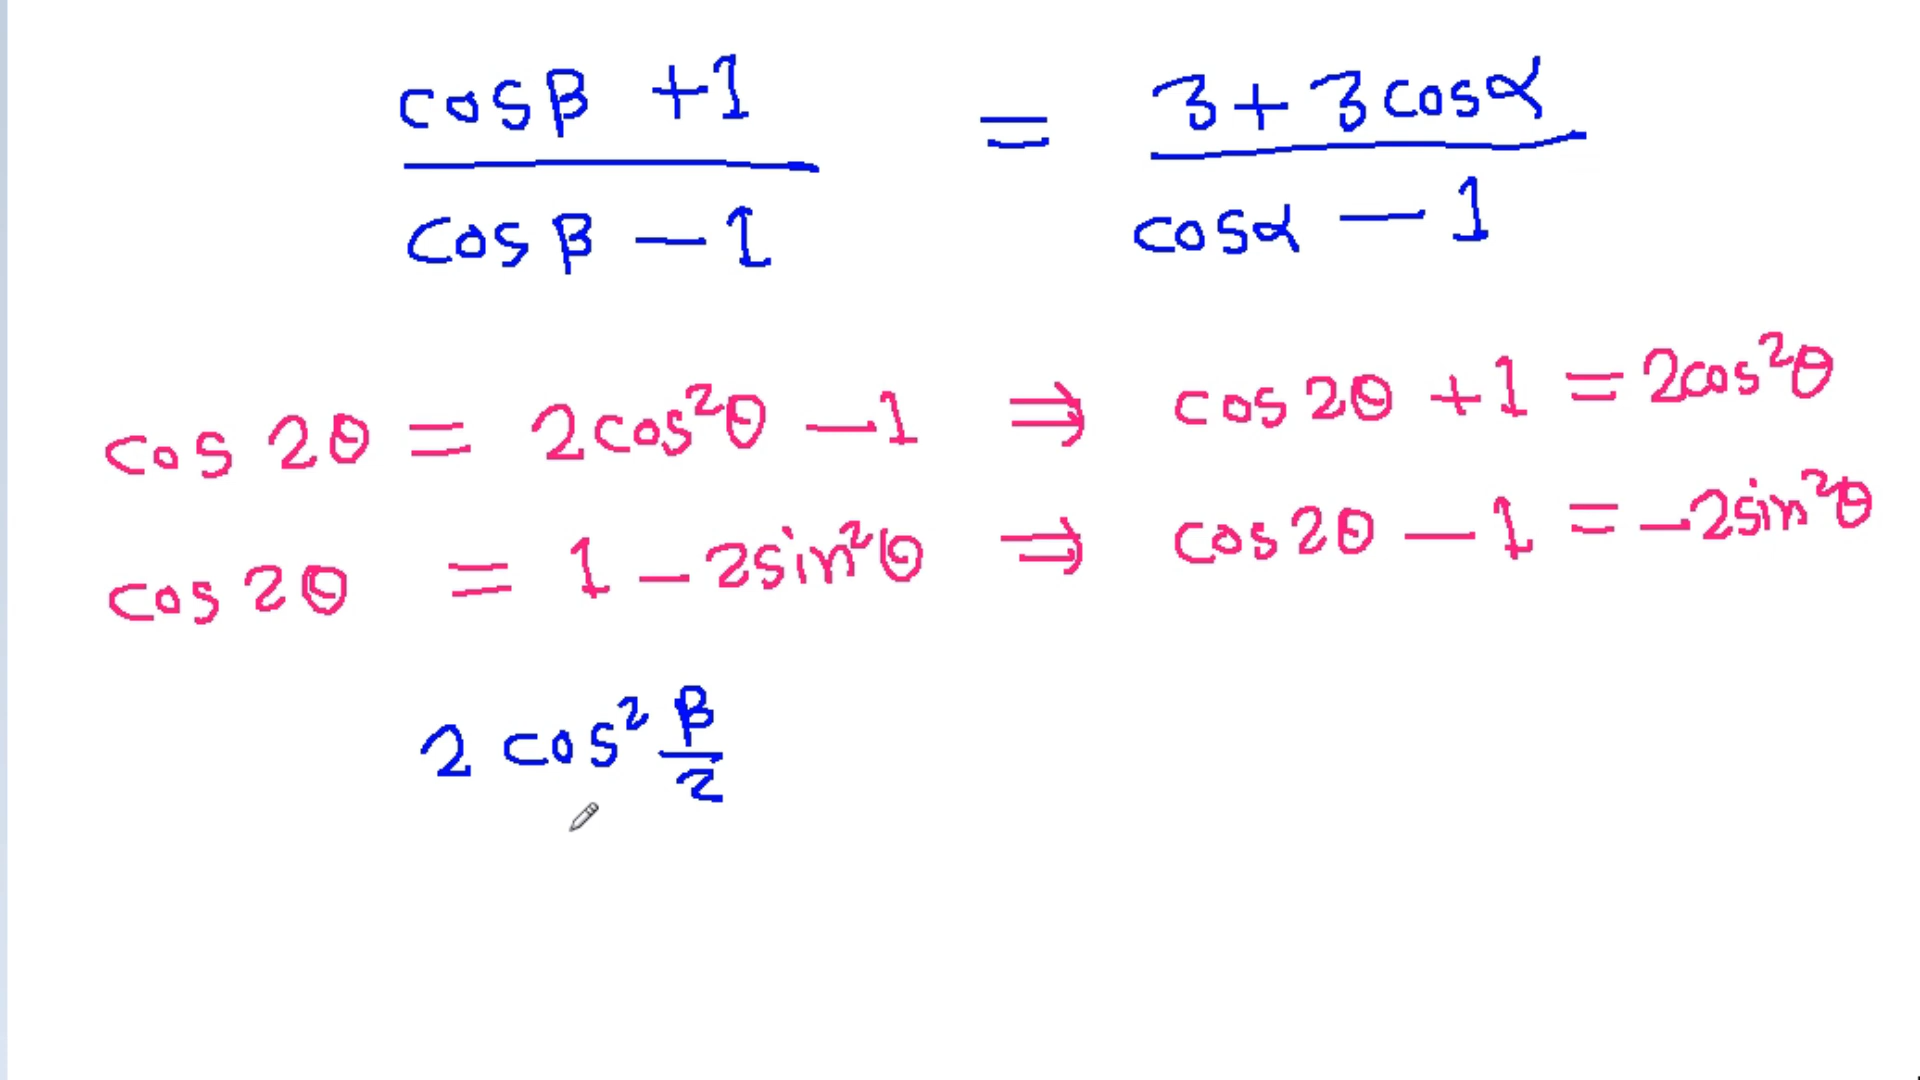 cosβ + 1 / cosβ - 1 = 3 + 3cosα / cosα - 1
cos 2θ = 2cos²θ - 1 ⇒ cos 2θ + 1 = 2cos²θ
cos 2θ = 1 - 2sin²θ ⇒ cos 2θ - 1 = -2sin²θ
2 cos² β/2